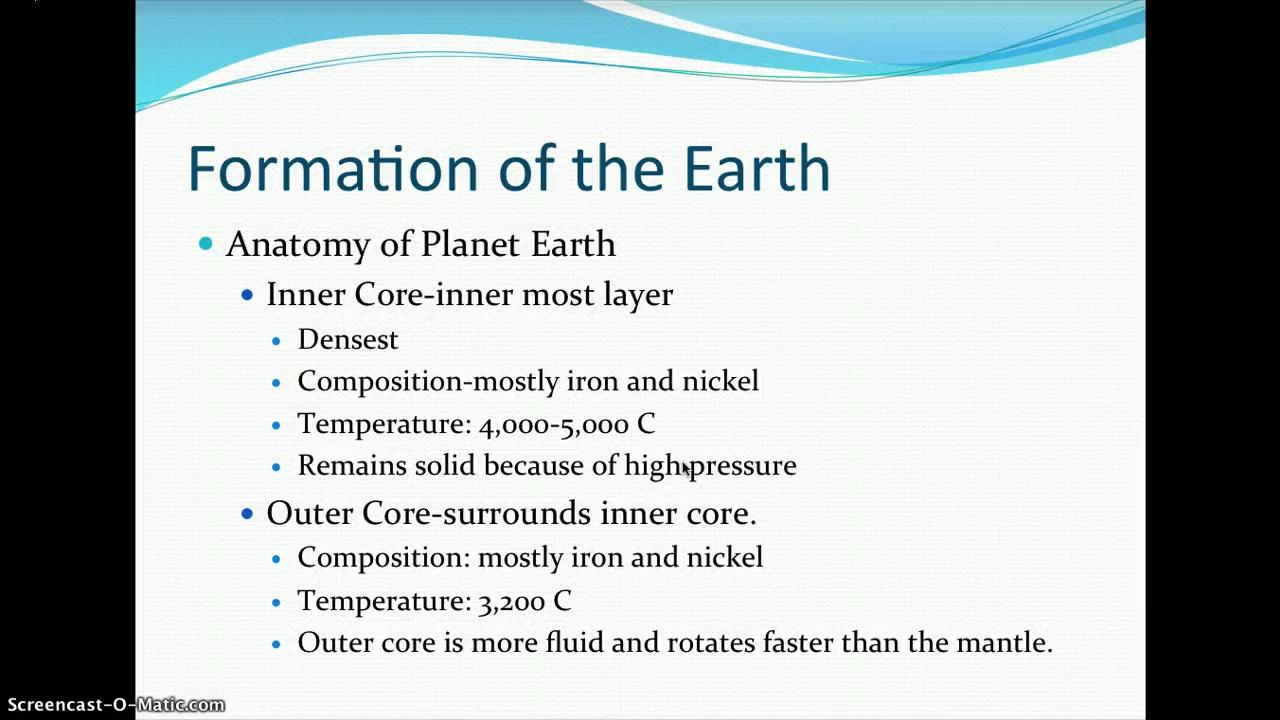 Formation of the Earth
Anatomy of Planet Earth
Inner Core-inner most layer
Densest
Composition-mostly iron and nickel
Temperature: 4,000-5,000 C
Remains solid because of high pressure
Outer Core-surrounds inner core.
Composition: mostly iron and nickel
Temperature: 3,200 C
Outer core is more fluid and rotates faster than the mantle.
Screencast-O-Matic.com